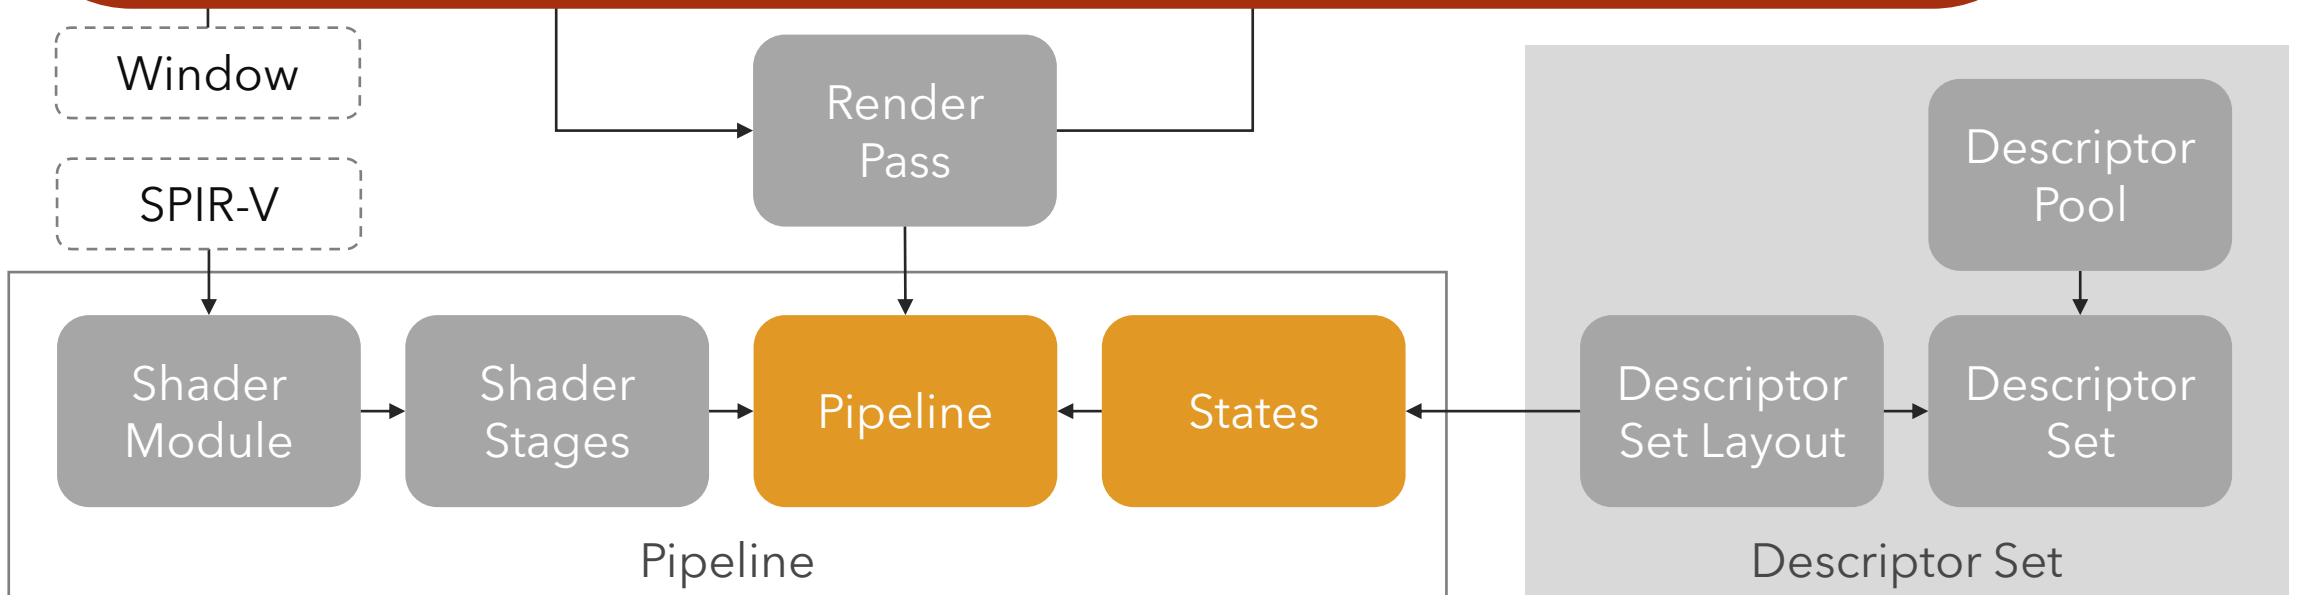 Window
Render
Pass
Descriptor
Pool
SPIR-V
Shader
Module
Shader
Stages
Pipeline
States
Descriptor
Set Layout
Descriptor
Set
Pipeline
Descriptor Set